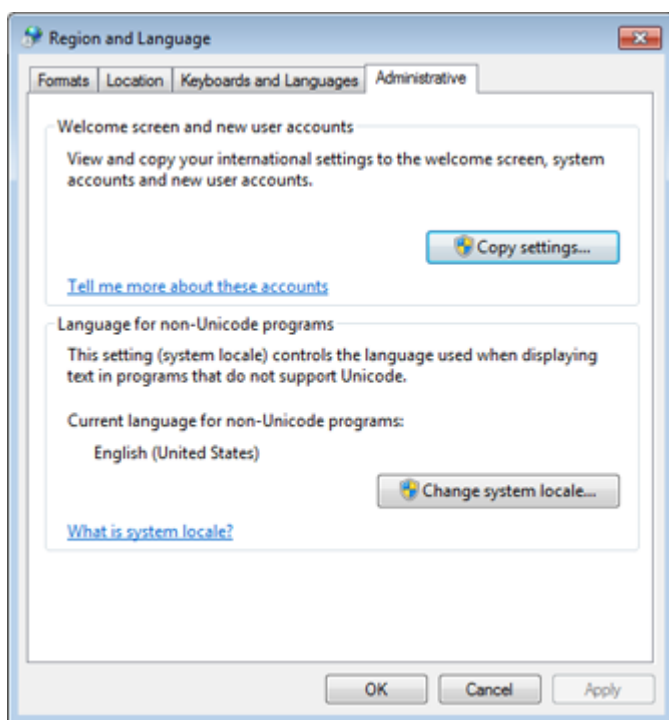 Region and Language
Formats Location Keyboards and Languages Administrative
Welcome screen and new user accounts
View and copy your international settings to the welcome screen, system
accounts and new user accounts.
Copy settings...
Tell me more about these accounts
Language for non-Unicode programs
This setting (system locale) controls the language used when displaying
text in programs that do not support Unicode.
Current language for non-Unicode programs:
English (United States)
Change system locale...
What is system locale?
OK Cancel Apply